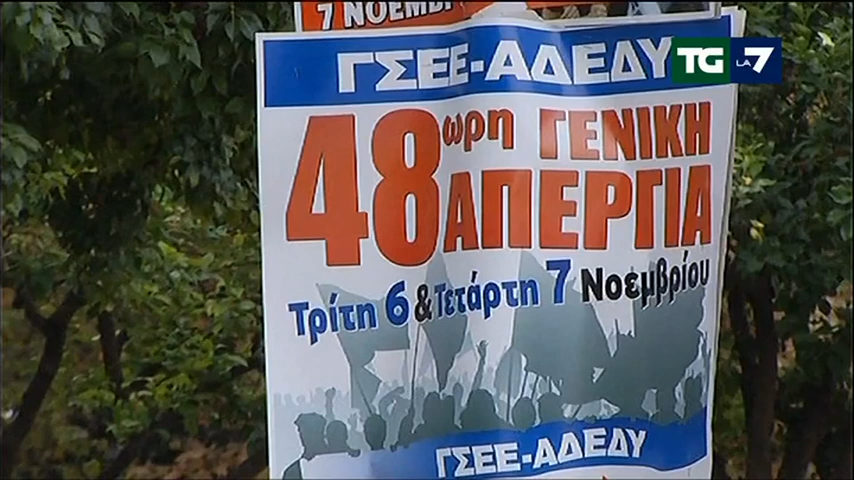 7 ΝΟΕΜΒ
ΓΣΕΕ-ΑΔΕΔΥ
TG LA7
48ωρη ΓΕΝΙΚΗ
ΑΠΕΡΓΙΑ
Τρίτη 6 & Τετάρτη 7 Νοεμβρίου
ΓΣΕΕ-ΑΔΕΔΥ